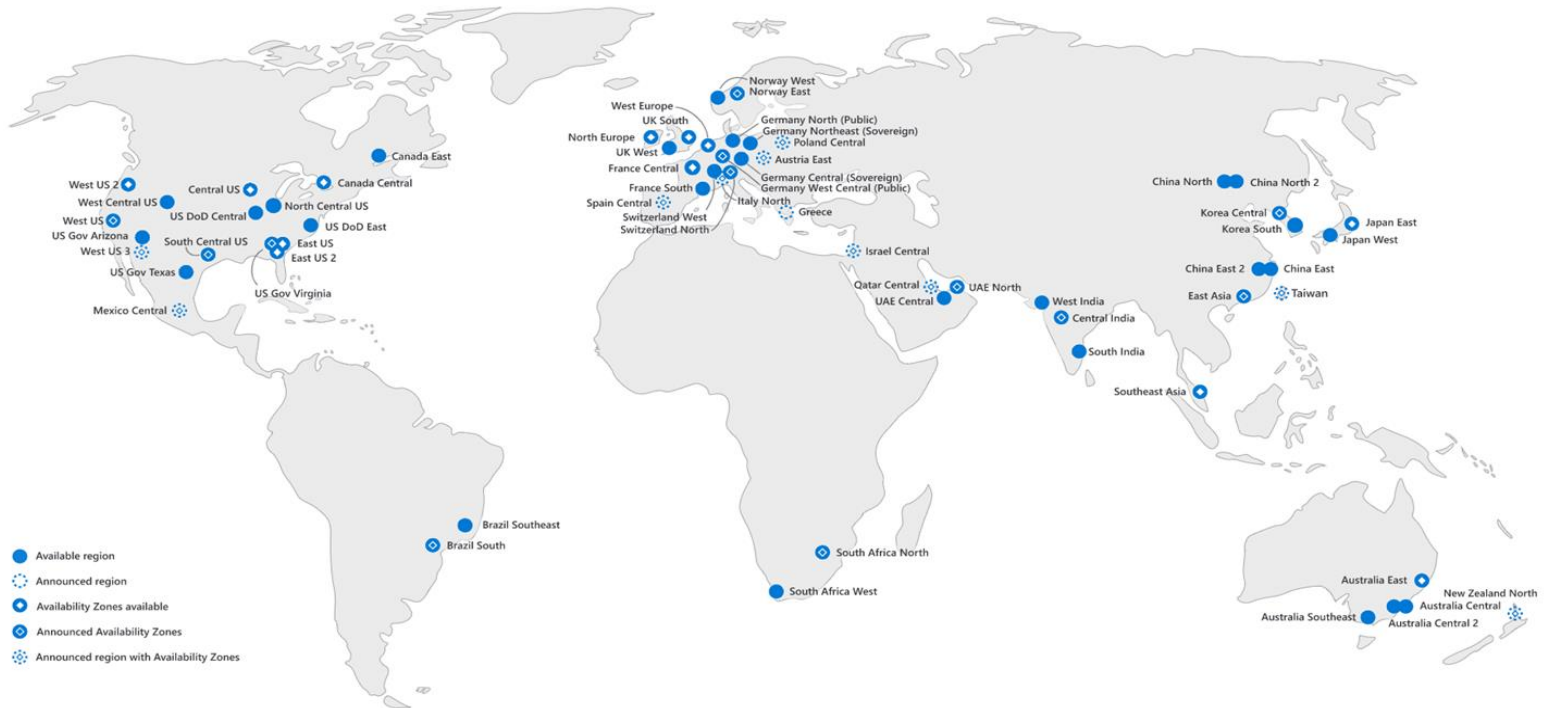 Norway West
Norway East
West Europe
UK South
Germany North (Public)
Germany Northeast (Sovereign)
North Europe
Poland Central
UK West
Austria East
France Central
Germany Central (Sovereign)
Germany West Central (Public)
France South
Italy North
Spain Central
Switzerland West
Switzerland North
Greece
Canada East
West US 2
Central US
Canada Central
West Central US
North Central US
US DoD Central
West US
US DoD East
US Gov Arizona
South Central US
East US
West US 3
East US 2
US Gov Texas
US Gov Virginia
Mexico Central
Israel Central
Qatar Central
UAE North
UAE Central
China North
China North 2
Korea Central
Japan East
Korea South
Japan West
China East 2
China East
East Asia
Taiwan
West India
Central India
South India
Southeast Asia
Brazil Southeast
Brazil South
South Africa North
South Africa West
Australia East
New Zealand North
Australia Central
Australia Southeast
Australia Central 2
Available region
Announced region
Availability Zones available
Announced Availability Zones
Announced region with Availability Zones